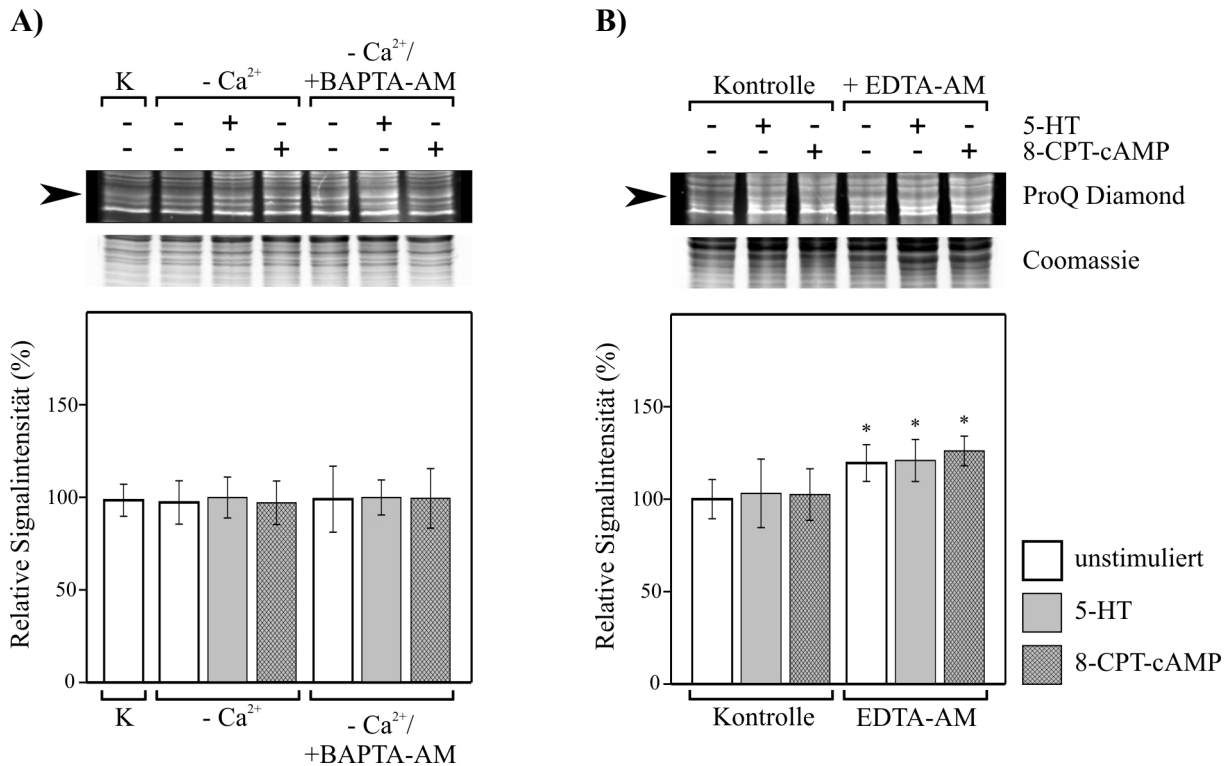 A)
- Ca²⁺/
K - Ca²⁺ +BAPTA-AM
- - + - - + -
- - - + - - +
Relative Signalintensität (%)
150
100
50
0
K - Ca²⁺ - Ca²⁺/
+BAPTA-AM
B)
Kontrolle + EDTA-AM
- + - - + - 5-HT
- - + - - + 8-CPT-cAMP
ProQ Diamond
Coomassie
Relative Signalintensität (%)
150
100
50
0
* * *
Kontrolle EDTA-AM
unstimuliert
5-HT
8-CPT-cAMP